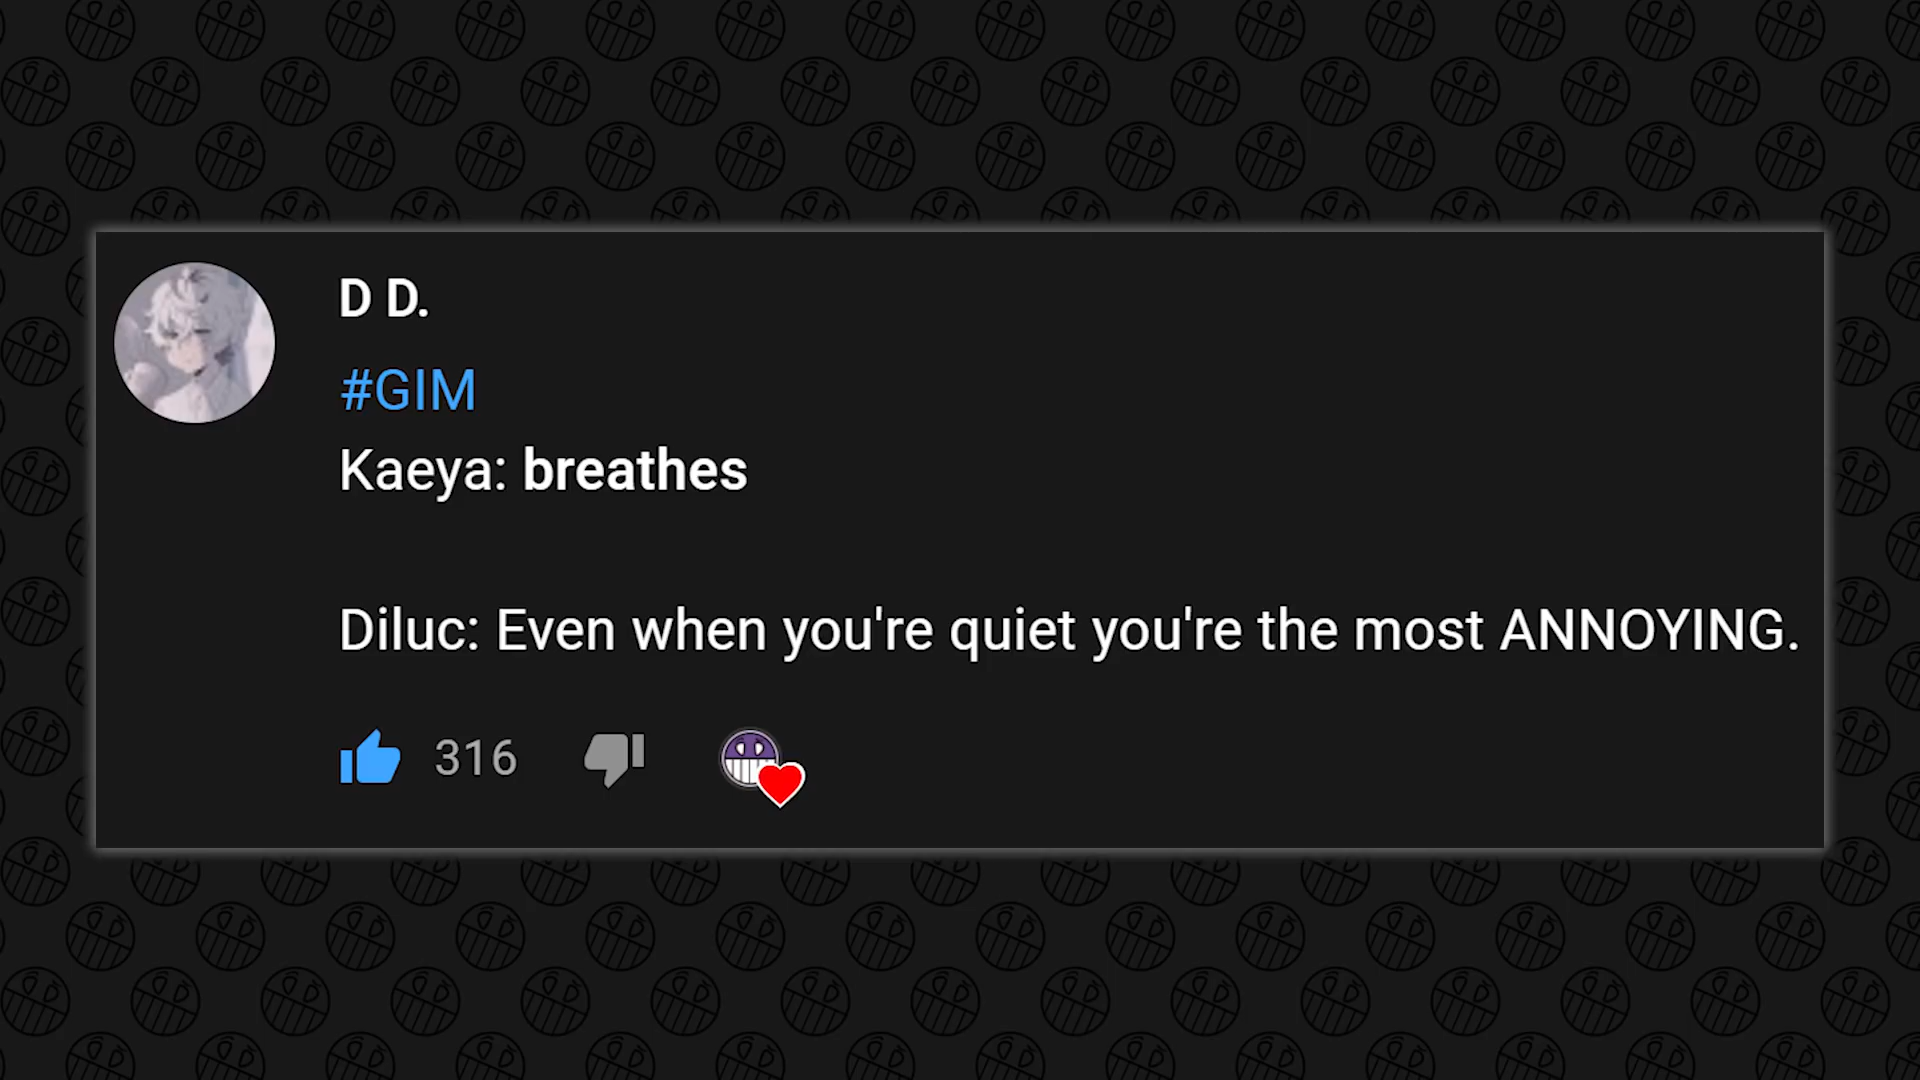 D D.
#GIM
Kaeya: breathes
Diluc: Even when you're quiet you're the most ANNOYING.
316